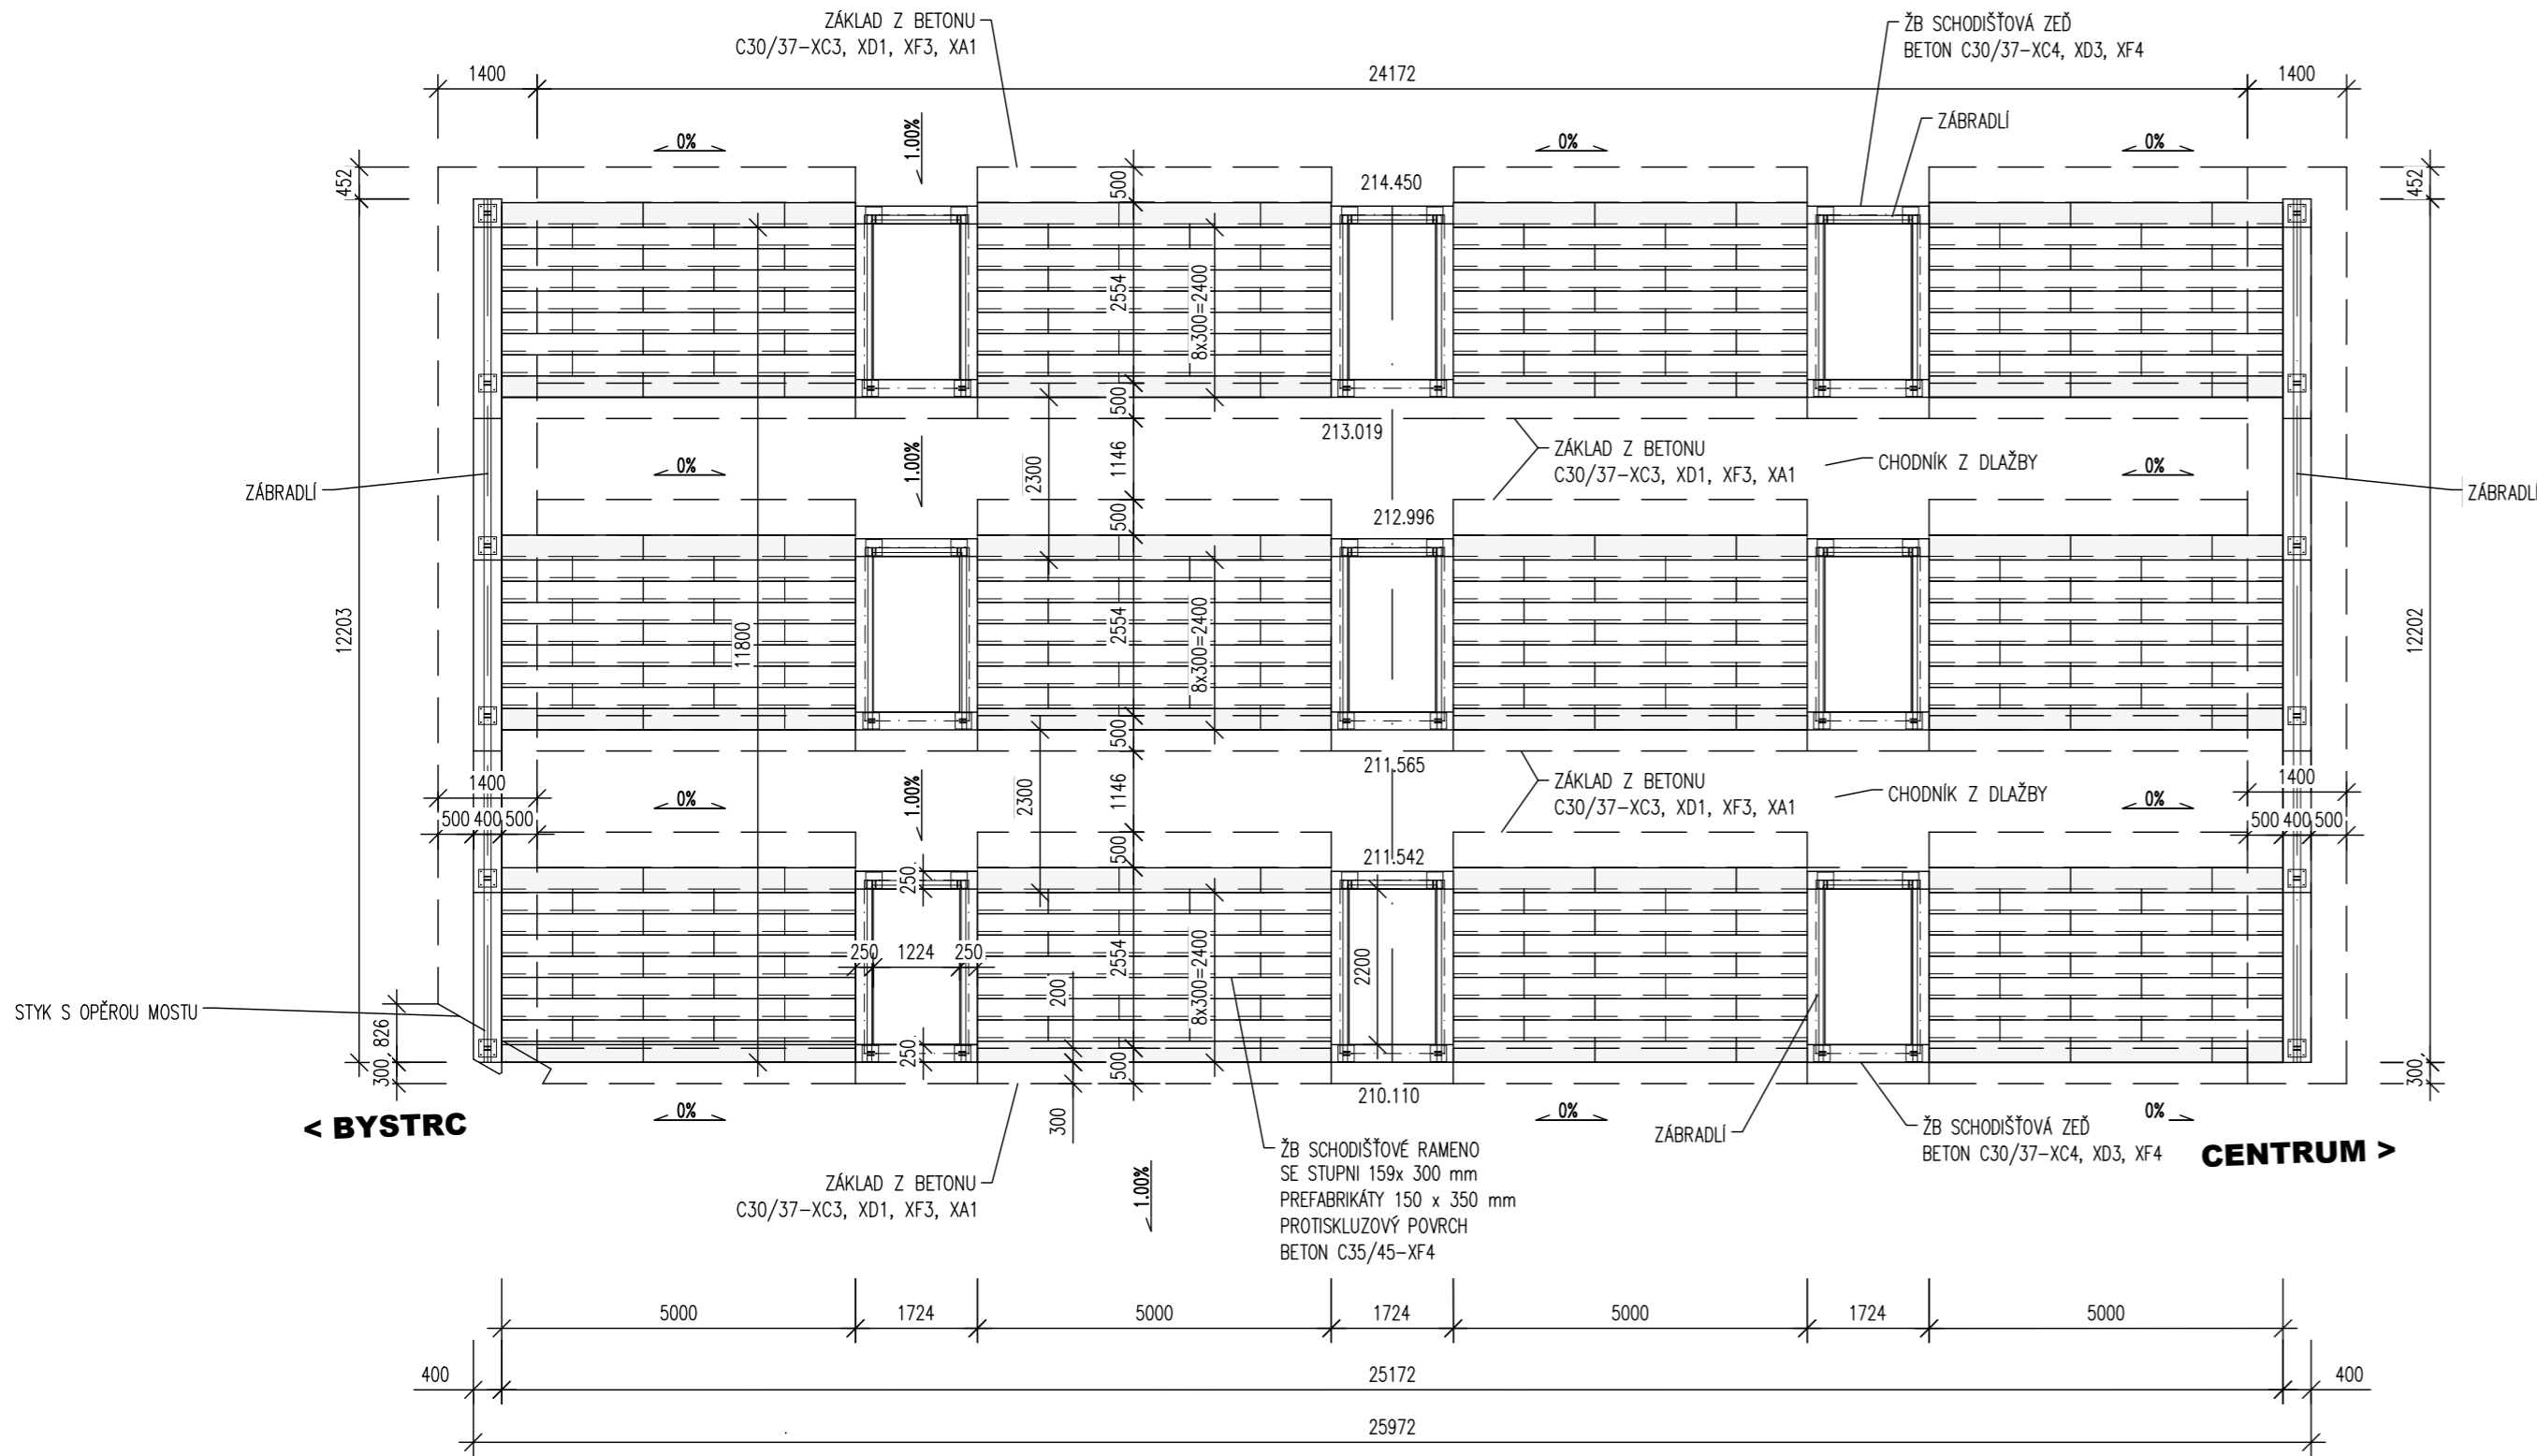 ZÁKLAD Z BETONU
C30/37-XC3, XD1, XF3, XA1
ŽB SCHODIŠŤOVÁ ZEĎ
BETON C30/37-XC4, XD3, XF4
1400
24172
1400
ZÁBRADLÍ
0%
1.00%
0%
0%
452
500
214.450
452
2554
8x300=2400
500
213.019
ZÁKLAD Z BETONU
C30/37-XC3, XD1, XF3, XA1
CHODNÍK Z DLAŽBY
0%
1.00%
2300
1146
0%
ZÁBRADLÍ
ZÁBRADLÍ
500
212.996
12203
11800
2554
8x300=2400
12202
500
211.565
1400
0%
1.00%
2300
1146
ZÁKLAD Z BETONU
C30/37-XC3, XD1, XF3, XA1
CHODNÍK Z DLAŽBY
0%
1400
500 400 500
500 400 500
500
211.542
250
250
1224
250
2554
8x300=2400
2200
200
STYK S OPĚROU MOSTU
826
300
250
500
300
210.110
300
0%
0%
0%
< BYSTRC
ZÁBRADLÍ
ŽB SCHODIŠŤOVÁ ZEĎ
BETON C30/37-XC4, XD3, XF4
CENTRUM >
ZÁKLAD Z BETONU
C30/37-XC3, XD1, XF3, XA1
1.00%
ŽB SCHODIŠŤOVÉ RAMENO
SE STUPNI 159x 300 mm
PREFABRIKÁTY 150 x 350 mm
PROTISKLUZOVÝ POVRCH
BETON C35/45-XF4
5000
1724
5000
1724
5000
1724
5000
400
25172
400
25972